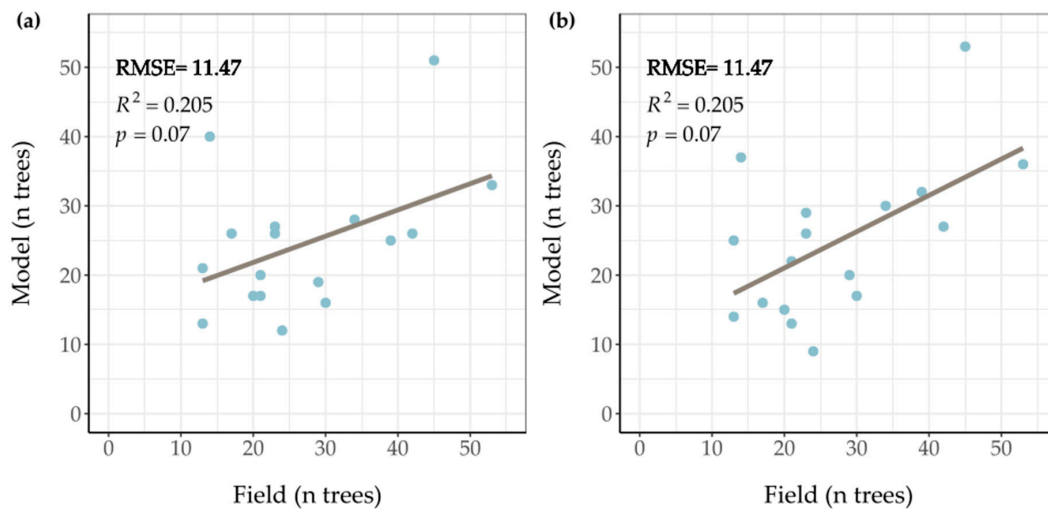 (a)
RMSE= 11.47
R² = 0.205
p = 0.07
Model (n trees)
50
40
30
20
10
0
0 10 20 30 40 50
Field (n trees)
(b)
RMSE= 11.47
R² = 0.205
p = 0.07
Model (n trees)
50
40
30
20
10
0
0 10 20 30 40 50
Field (n trees)